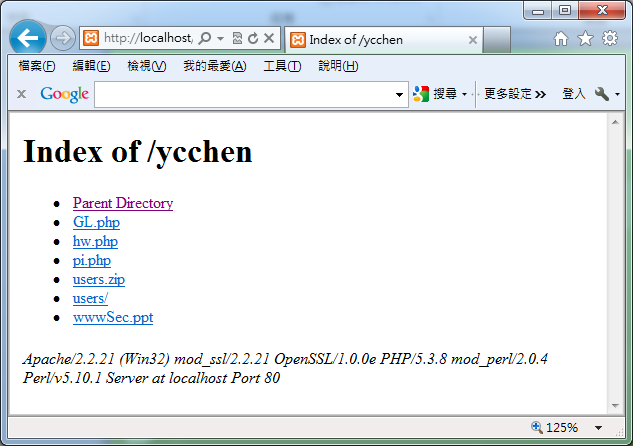 http://localhost,
Index of /ycchen
檔案(F) 編輯(E) 檢視(V) 我的最愛(A) 工具(T) 說明(H)
x Google 搜尋 更多設定 » 登入
Index of /ycchen
Parent Directory
GL.php
hw.php
pi.php
users.zip
users/
wwwSec.ppt
Apache/2.2.21 (Win32) mod_ssl/2.2.21 OpenSSL/1.0.0e PHP/5.3.8 mod_perl/2.0.4
Perl/v5.10.1 Server at localhost Port 80
125%